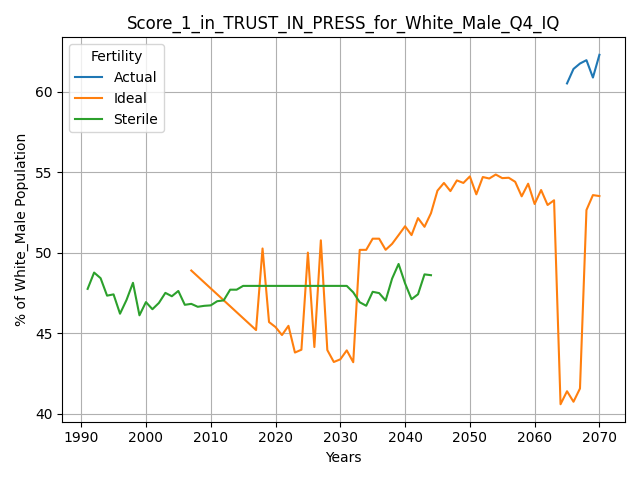 Score_1_in_TRUST_IN_PRESS_for_White_Male_Q4_IQ
Fertility
Actual
Ideal
Sterile
% of White_Male Population
60
55
50
45
40
1990 2000 2010 2020 2030 2040 2050 2060 2070
Years